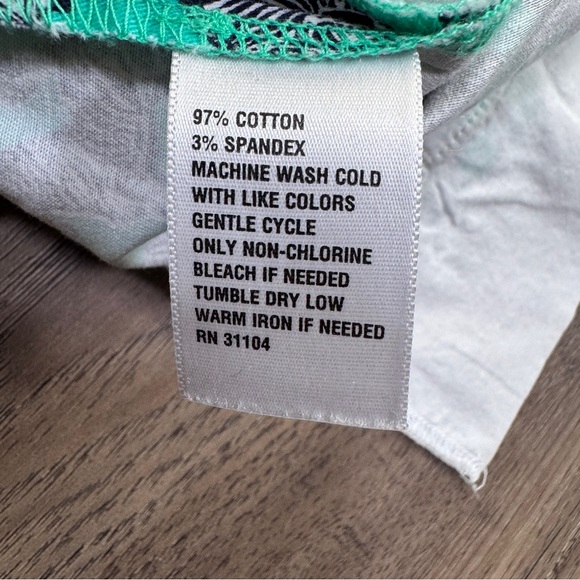 97% COTTON
3% SPANDEX
MACHINE WASH COLD
WITH LIKE COLORS
GENTLE CYCLE
ONLY NON-CHLORINE
BLEACH IF NEEDED
TUMBLE DRY LOW
WARM IRON IF NEEDED
RN 31104